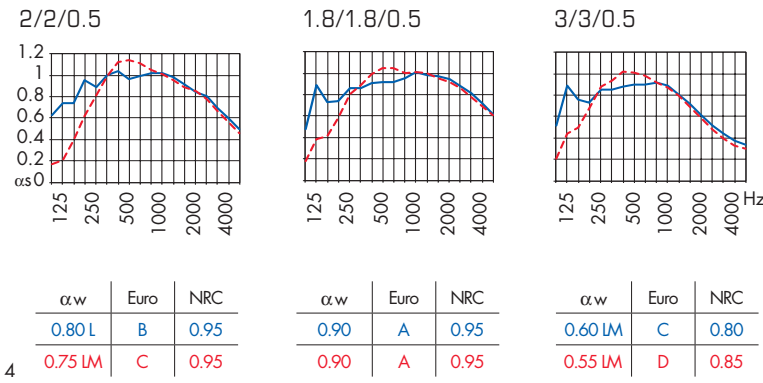 2/2/0.5
1.2
1
0.8
0.6
0.4
0.2
αs0
125 250 500 1000 2000 4000
1.8/1.8/0.5
125 250 500 1000 2000 4000
3/3/0.5
125 250 500 1000 2000 4000 Hz
αw Euro NRC
0.80 L B 0.95
0.75 LM C 0.95
αw Euro NRC
0.90 A 0.95
0.90 A 0.95
αw Euro NRC
0.60 LM C 0.80
0.55 LM D 0.85
4